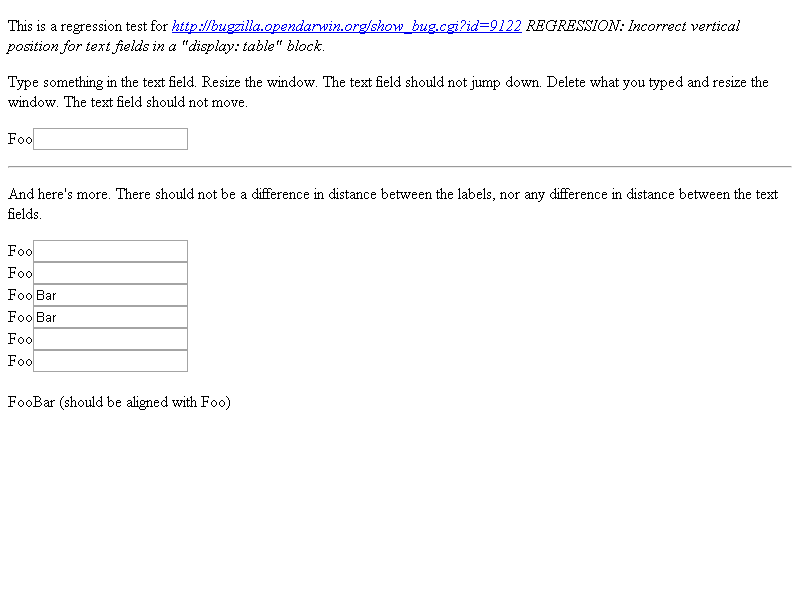 This is a regression test for http://bugzilla.opendarwin.org/show_bug.cgi?id=9122 REGRESSION: Incorrect vertical
position for text fields in a "display: table" block.
Type something in the text field. Resize the window. The text field should not jump down. Delete what you typed and resize the
window. The text field should not move.
Foo
And here's more. There should not be a difference in distance between the labels, nor any difference in distance between the text
fields.
Foo
Foo
Foo Bar
Foo Bar
Foo
Foo
FooBar (should be aligned with Foo)